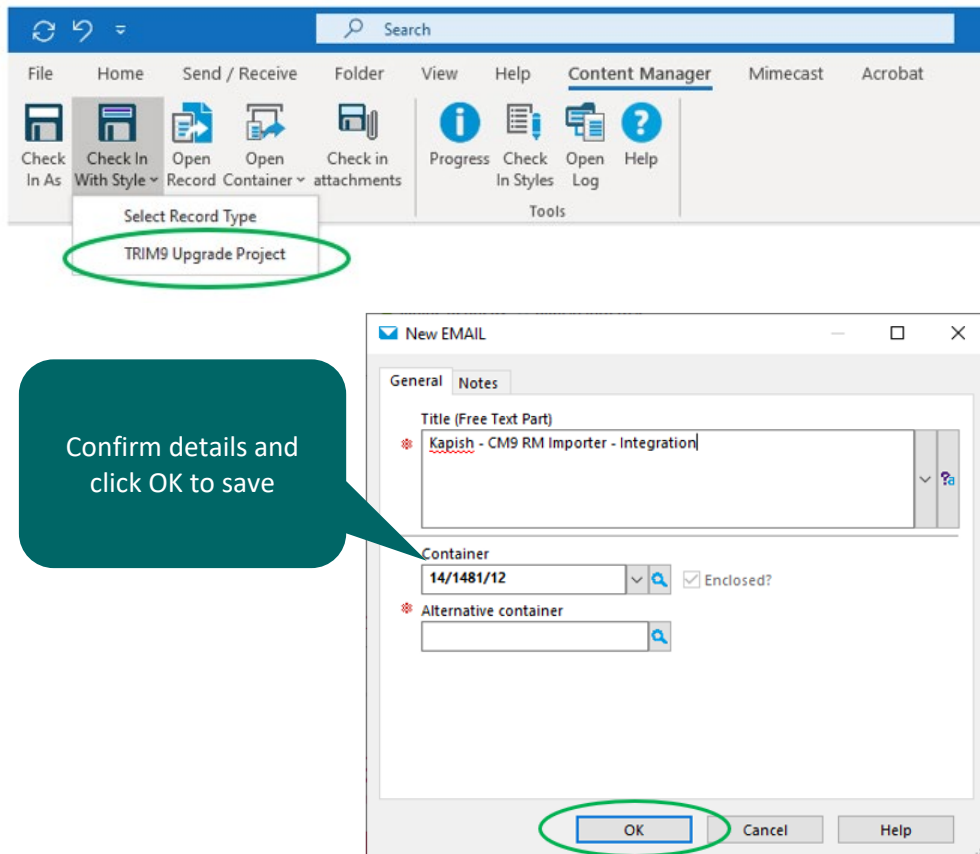 Search
File Home Send / Receive Folder View Help Content Manager Mimecast Acrobat
Check In As
Check In With Style
Open Record
Open Container
Check in attachments
Progress
Check In Styles
Open Log
Help
Tools
Select Record Type
TRIM9 Upgrade Project
New EMAIL
General Notes
Title (Free Text Part)
Kapish - CM9 RM Importer - Integration
Confirm details and
click OK to save
Container
14/1481/12
Enclosed?
Alternative container
OK Cancel Help